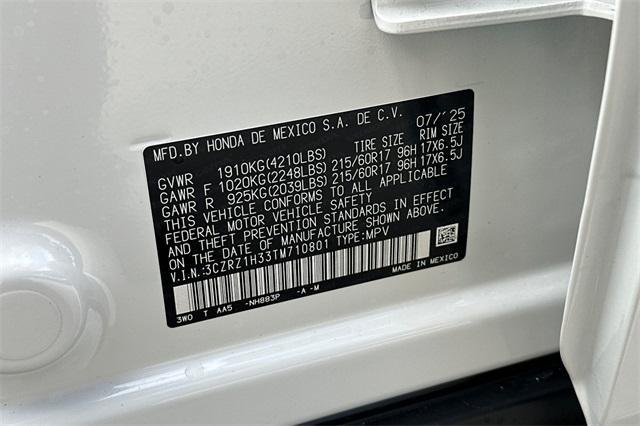 MFD.BY HONDA DE MEXICO S.A. DE C.V. 07/'25
TIRE SIZE RIM SIZE
GVWR 1910KG(4210LBS)
GAWR F 1020KG(2248LBS) 215/60R17 96H 17X6.5J
GAWR R 925KG(2039LBS) 215/60R17 96H 17X6.5J
THIS VEHICLE CONFORMS TO ALL APPLICABLE
FEDERAL MOTOR VEHICLE SAFETY
AND THEFT PREVENTION STANDARDS IN EFFECT
ON THE DATE OF MANUFACTURE SHOWN ABOVE.
V.I.N.:3CZRZ1H33TM710801 TYPE:MPV
MADE IN MEXICO
3WO T AA5 -NH883P -A -M